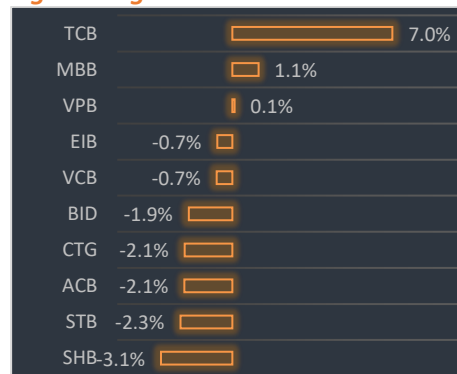 TCB 7.0%
MBB 1.1%
VPB 0.1%
EIB -0.7%
VCB -0.7%
BID -1.9%
CTG -2.1%
ACB -2.1%
STB -2.3%
SHB -3.1%